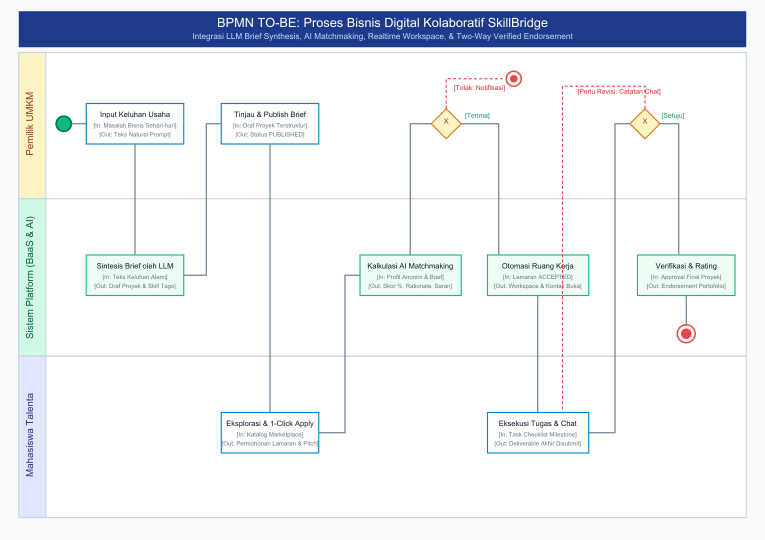 BPMN TO-BE: Proses Bisnis Digital Kolaboratif SkillBridge
Integrasi LLM Brief Synthesis, AI Matchmaking, Realtime Workspace, & Two-Way Verified Endorsement
Pemilik UMKM
Input Keluhan Usaha
[In: Masalah Bisnis Sehari-hari]
[Out: Teks Natural Prompt]
Tinjau & Publish Brief
[In: Draf Proyek Terstruktur]
[Out: Status PUBLISHED]
[Tolak: Notifikasi]
X
[Terima]
[Perlu Revisi: Catatan Chat]
X
[Setuju]
Sistem Platform (BaaS & AI)
Sintesis Brief oleh LLM
[In: Teks Keluhan Alami]
[Out: Draf Proyek & Skill Tags]
Kalkulasi AI Matchmaking
[In: Profil Anonim & Brief]
[Out: Skor %, Rationale, Saran]
Otomasi Ruang Kerja
[In: Lamaran ACCEPTED]
[Out: Workspace & Kontak Buka]
Verifikasi & Rating
[In: Approval Final Proyek]
[Out: Endorsement Portofolio]
Mahasiswa Talenta
Eksplorasi & 1-Click Apply
[In: Katalog Marketplace]
[Out: Permohonan Lamaran & Pitch]
Eksekusi Tugas & Chat
[In: Task Checklist Milestone]
[Out: Deliverable Akhir Disubmit]